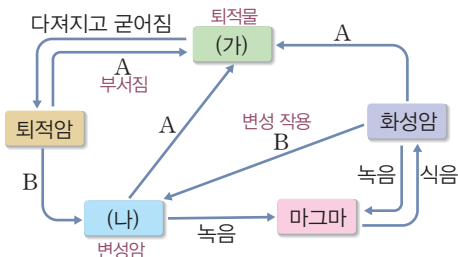 퇴적물
다져지고 굳어짐
(가)
A
A
부서짐
퇴적암
A
변성 작용
B
화성암
B
녹음
식음
(나)
마그마
녹음
변성암